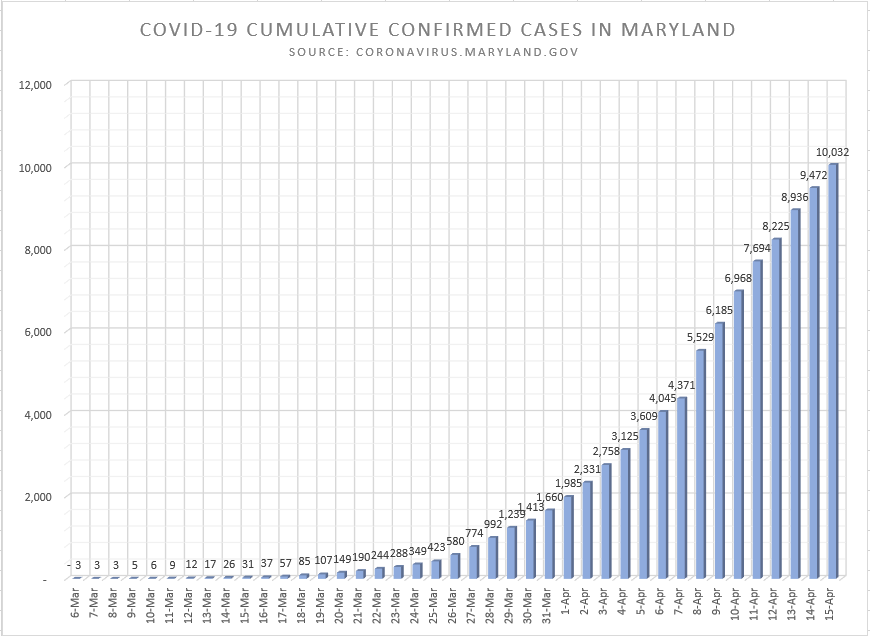 COVID-19 CUMULATIVE CONFIRMED CASES IN MARYLAND
SOURCE: CORONAVIRUS.MARYLAND.GOV
12,000
10,000
8,000
6,000
4,000
2,000
-
3 3 3 5 6 9 12 17 26 31 37 57 85 107 149 190 244 288 349 423 580 774 992 1,239 1,413 1,660 1,985 2,331 2,758 3,125 3,609 4,045 4,371 5,529 6,185 6,968 7,694 8,225 8,936 9,472 10,032
6-Mar 7-Mar 8-Mar 9-Mar 10-Mar 11-Mar 12-Mar 13-Mar 14-Mar 15-Mar 16-Mar 17-Mar 18-Mar 19-Mar 20-Mar 21-Mar 22-Mar 23-Mar 24-Mar 25-Mar 26-Mar 27-Mar 28-Mar 29-Mar 30-Mar 31-Mar 1-Apr 2-Apr 3-Apr 4-Apr 5-Apr 6-Apr 7-Apr 8-Apr 9-Apr 10-Apr 11-Apr 12-Apr 13-Apr 14-Apr 15-Apr